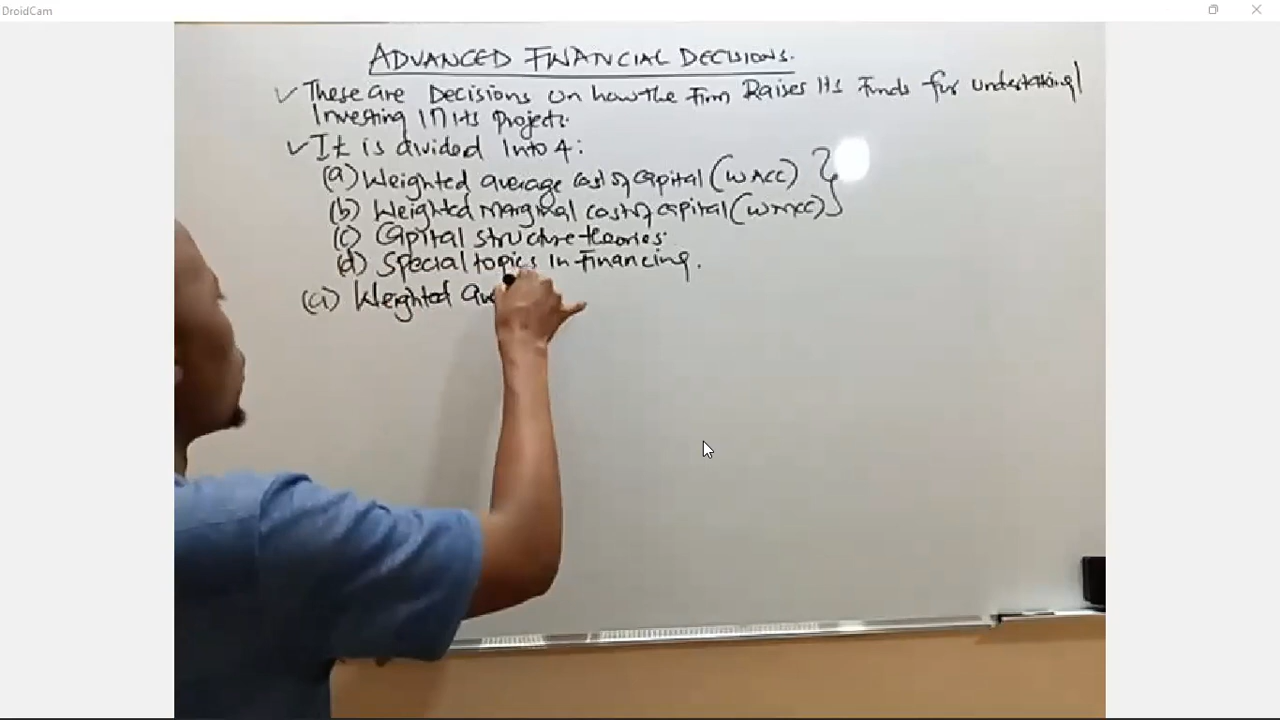 DroidCam
ADVANCED FINANCIAL DECISIONS.
✓ These are Decisions on how the Firm Raises Its Funds for undertaking/
Investing In its projects.
✓ It is divided Into 4:
(a) Weighted average cost of capital (WACC)
(b) Weighted Marginal cost of capital (WMCC)
(c) Capital structure theories.
(d) Special topics In Financing.
(a) Weighted Ave